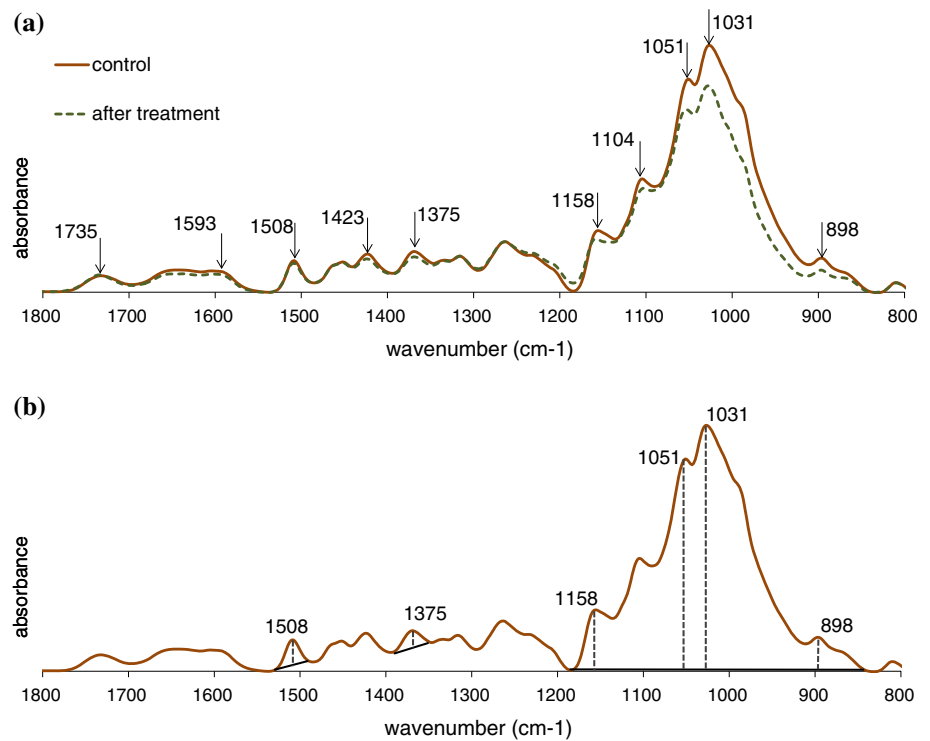 (a)
control
after treatment
absorbance
1735
1593
1508
1423
1375
1158
1104
1051
1031
898
1800 1700 1600 1500 1400 1300 1200 1100 1000 900 800
wavenumber (cm-1)
(b)
absorbance
1508
1375
1158
1051
1031
898
1800 1700 1600 1500 1400 1300 1200 1100 1000 900 800
wavenumber (cm-1)